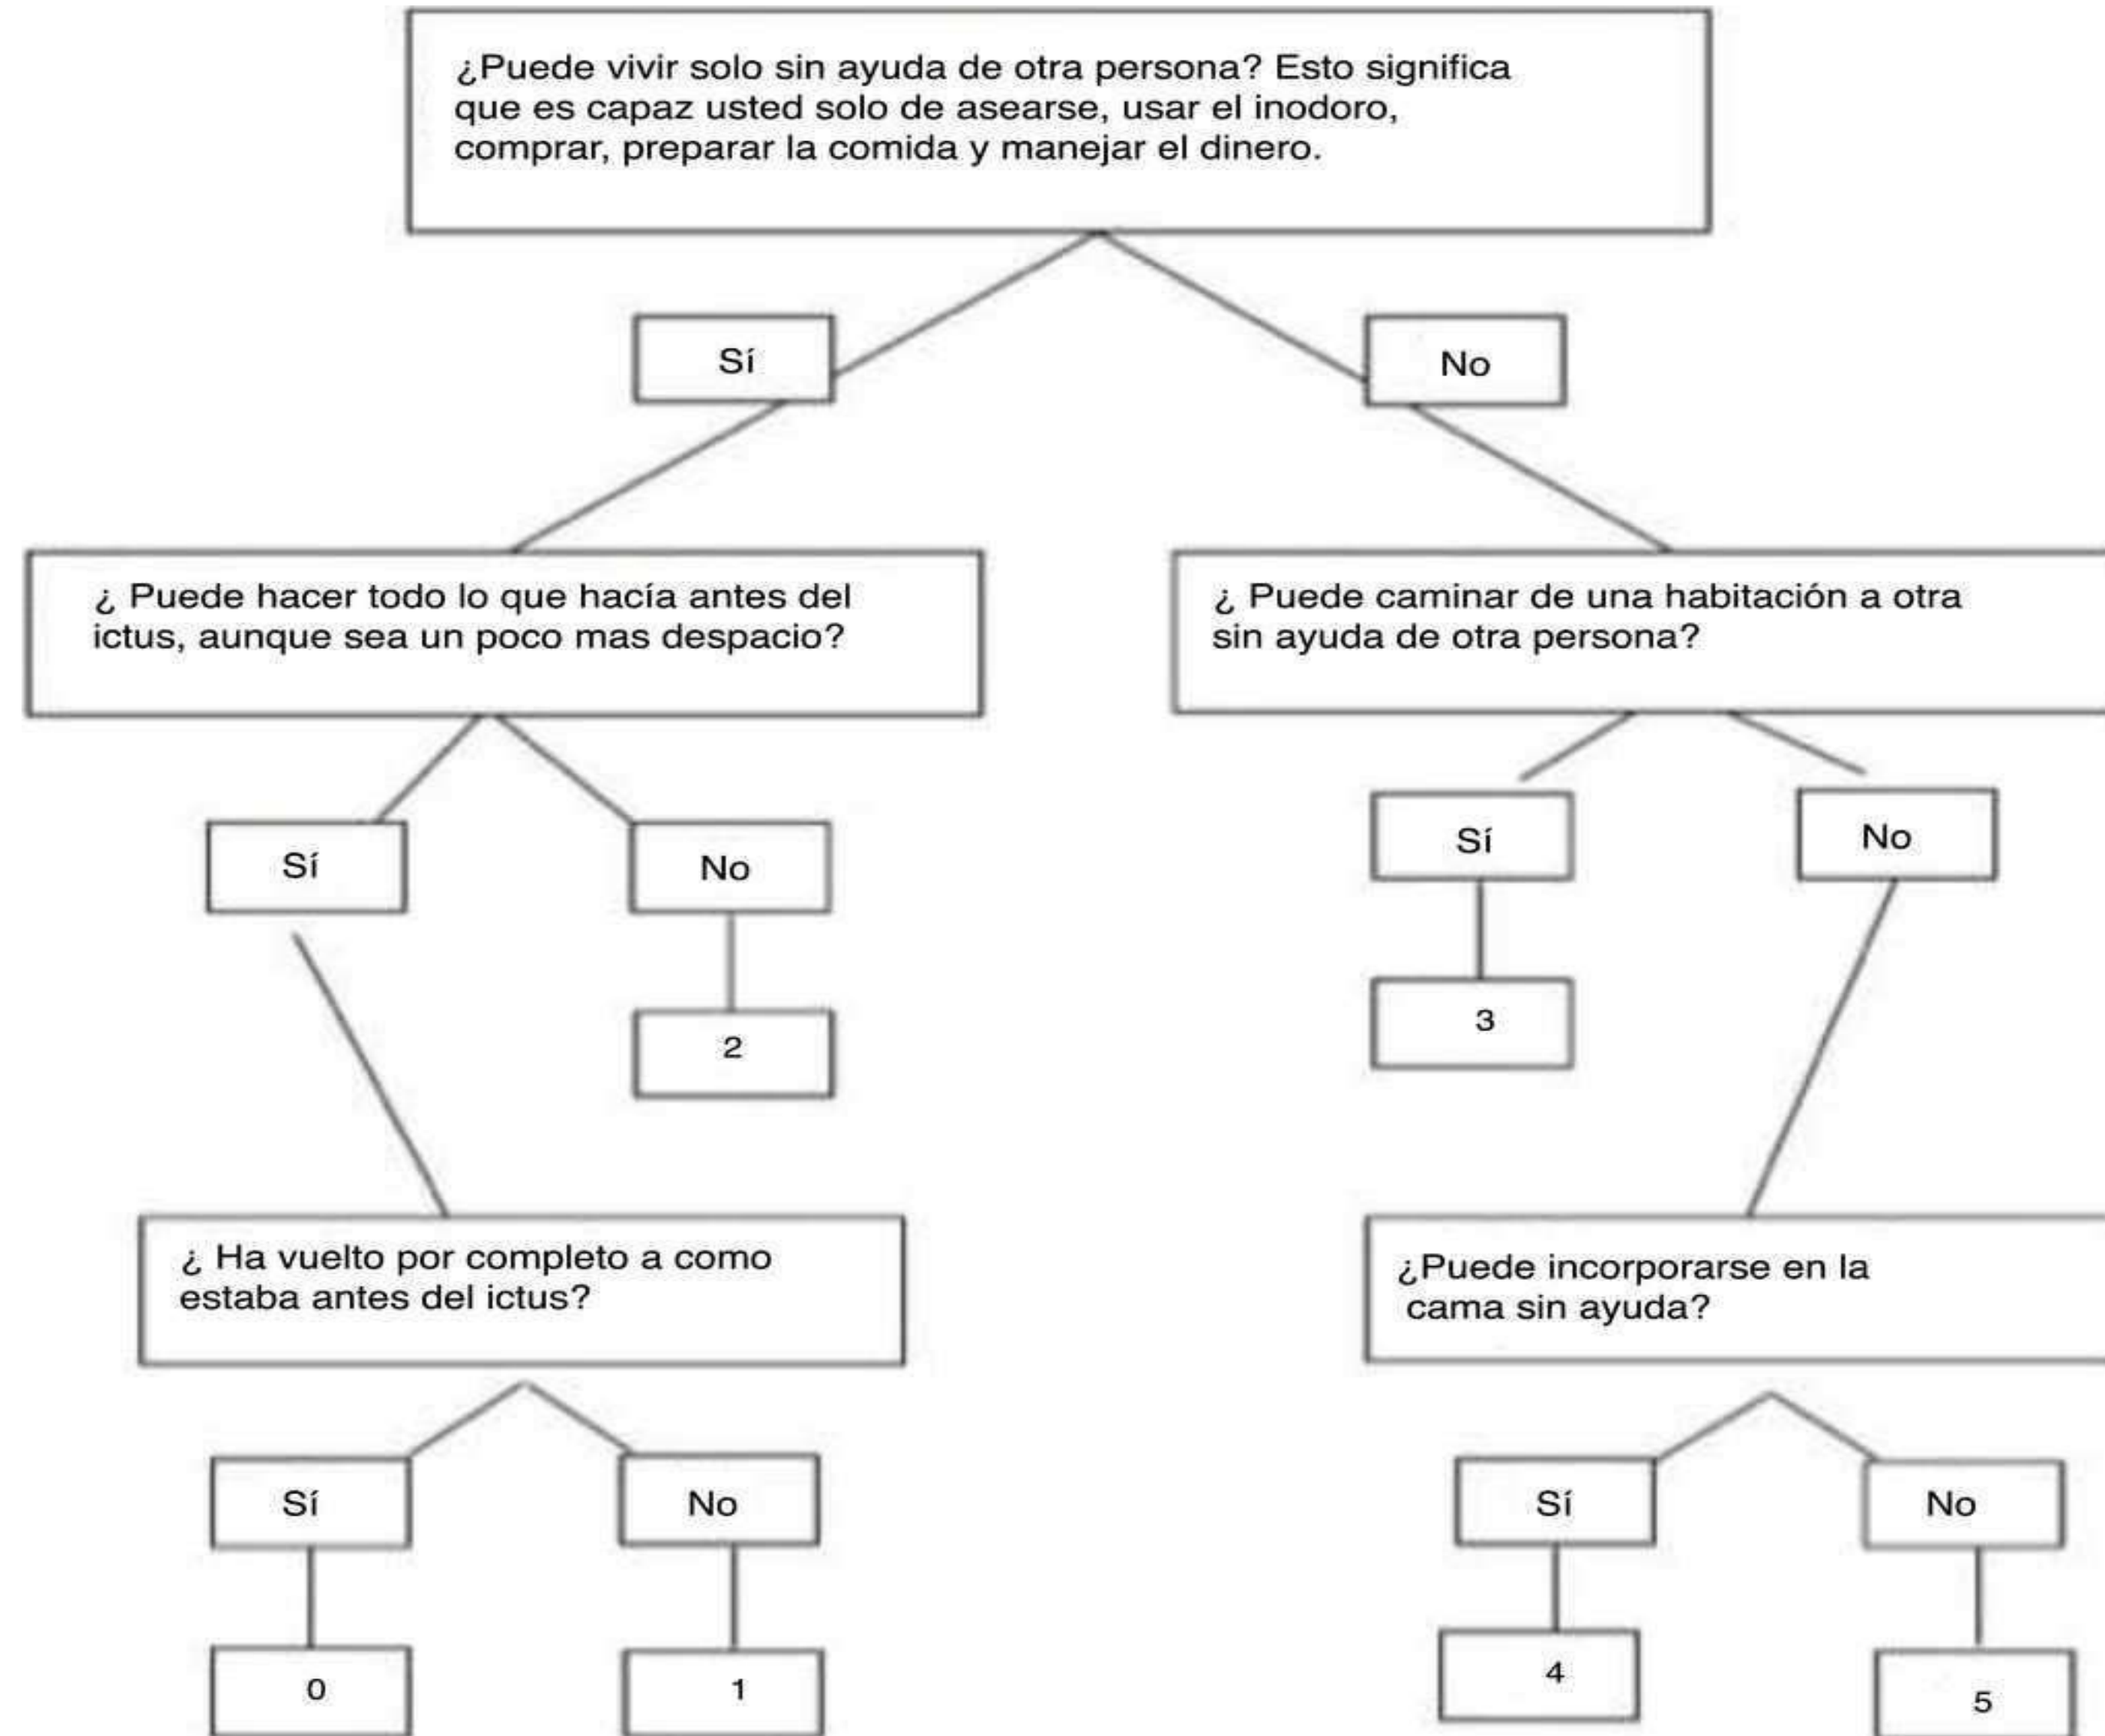 ¿Puede vivir solo sin ayuda de otra persona? Esto significa
que es capaz usted solo de asearse, usar el inodoro,
comprar, preparar la comida y manejar el dinero.
Sí
No
¿ Puede hacer todo lo que hacía antes del
ictus, aunque sea un poco mas despacio?
¿ Puede caminar de una habitación a otra
sin ayuda de otra persona?
Sí
No
Sí
No
2
3
¿ Ha vuelto por completo a como
estaba antes del ictus?
¿Puede incorporarse en la
cama sin ayuda?
Sí
No
Sí
No
0
1
4
5